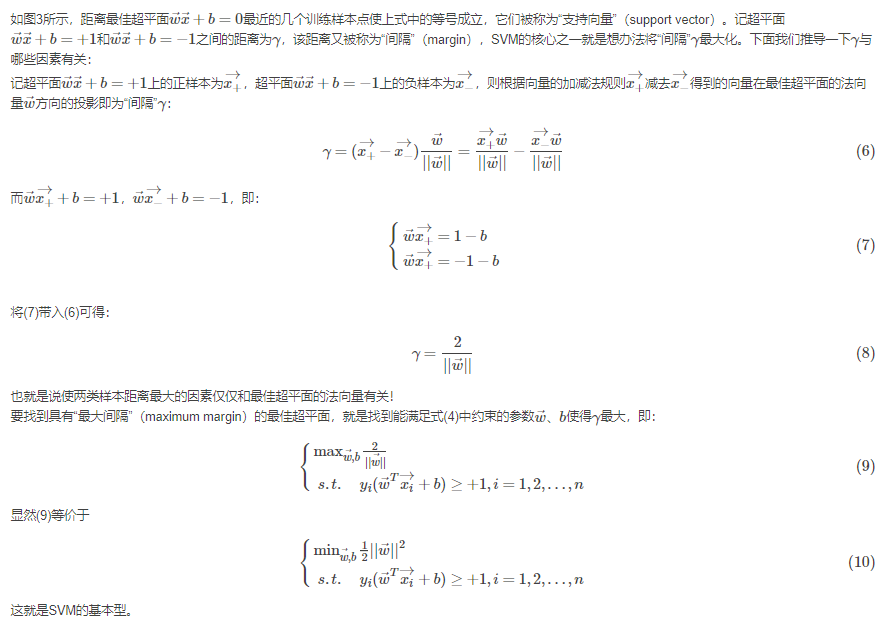 如图3所示，距离最佳超平面$\vec{w}\vec{x}+b=0$最近的几个训练样本点使上式中的等号成立，它们被称为“支持向量”（support vector）。记超平面
$\vec{w}\vec{x}+b=+1$和$\vec{w}\vec{x}+b=-1$之间的距离为$\gamma$，该距离又被称为“间隔”（margin），SVM的核心之一就是想办法将“间隔”$\gamma$最大化。下面我们推导一下$\gamma$与
哪些因素有关：
记超平面$\vec{w}\vec{x}+b=+1$上的正样本为$\overrightarrow{x_+}$，超平面$\vec{w}\vec{x}+b=-1$上的负样本为$\overrightarrow{x_-}$，则根据向量的加减法规则$\overrightarrow{x_+}$减去$\overrightarrow{x_-}$得到的向量在最佳超平面的法向
量$\vec{w}$方向的投影即为“间隔”$\gamma$：
$\gamma=(\overrightarrow{x_+}-\overrightarrow{x_-})\frac{\vec{w}}{||\vec{w}||}=\frac{\overrightarrow{x_+}\vec{w}}{||\vec{w}||}-\frac{\overrightarrow{x_-}\vec{w}}{||\vec{w}||}$ (6)
而$\vec{w}\overrightarrow{x_+}+b=+1$，$\vec{w}\overrightarrow{x_-}+b=-1$，即：
$\begin{cases}\vec{w}\overrightarrow{x_+}=1-b\\ \vec{w}\overrightarrow{x_+}=-1-b\end{cases}$ (7)
将(7)带入(6)可得：
$\gamma=\frac{2}{||\vec{w}||}$ (8)
也就是说使两类样本距离最大的因素仅仅和最佳超平面的法向量有关！
要找到具有“最大间隔”（maximum margin）的最佳超平面，就是找到能满足式(4)中约束的参数$\vec{w}$、$b$使得$\gamma$最大，即：
$\begin{cases}\max_{\vec{w},b}\frac{2}{||\vec{w}||}\\ s.t.\quad y_i(\vec{w}^T\overrightarrow{x_i}+b)\geq+1,i=1,2,\ldots,n\end{cases}$ (9)
显然(9)等价于
$\begin{cases}\min_{\vec{w},b}\frac{1}{2}||\vec{w}||^2\\ s.t.\quad y_i(\vec{w}^T\overrightarrow{x_i}+b)\geq+1,i=1,2,\ldots,n\end{cases}$ (10)
这就是SVM的基本型。